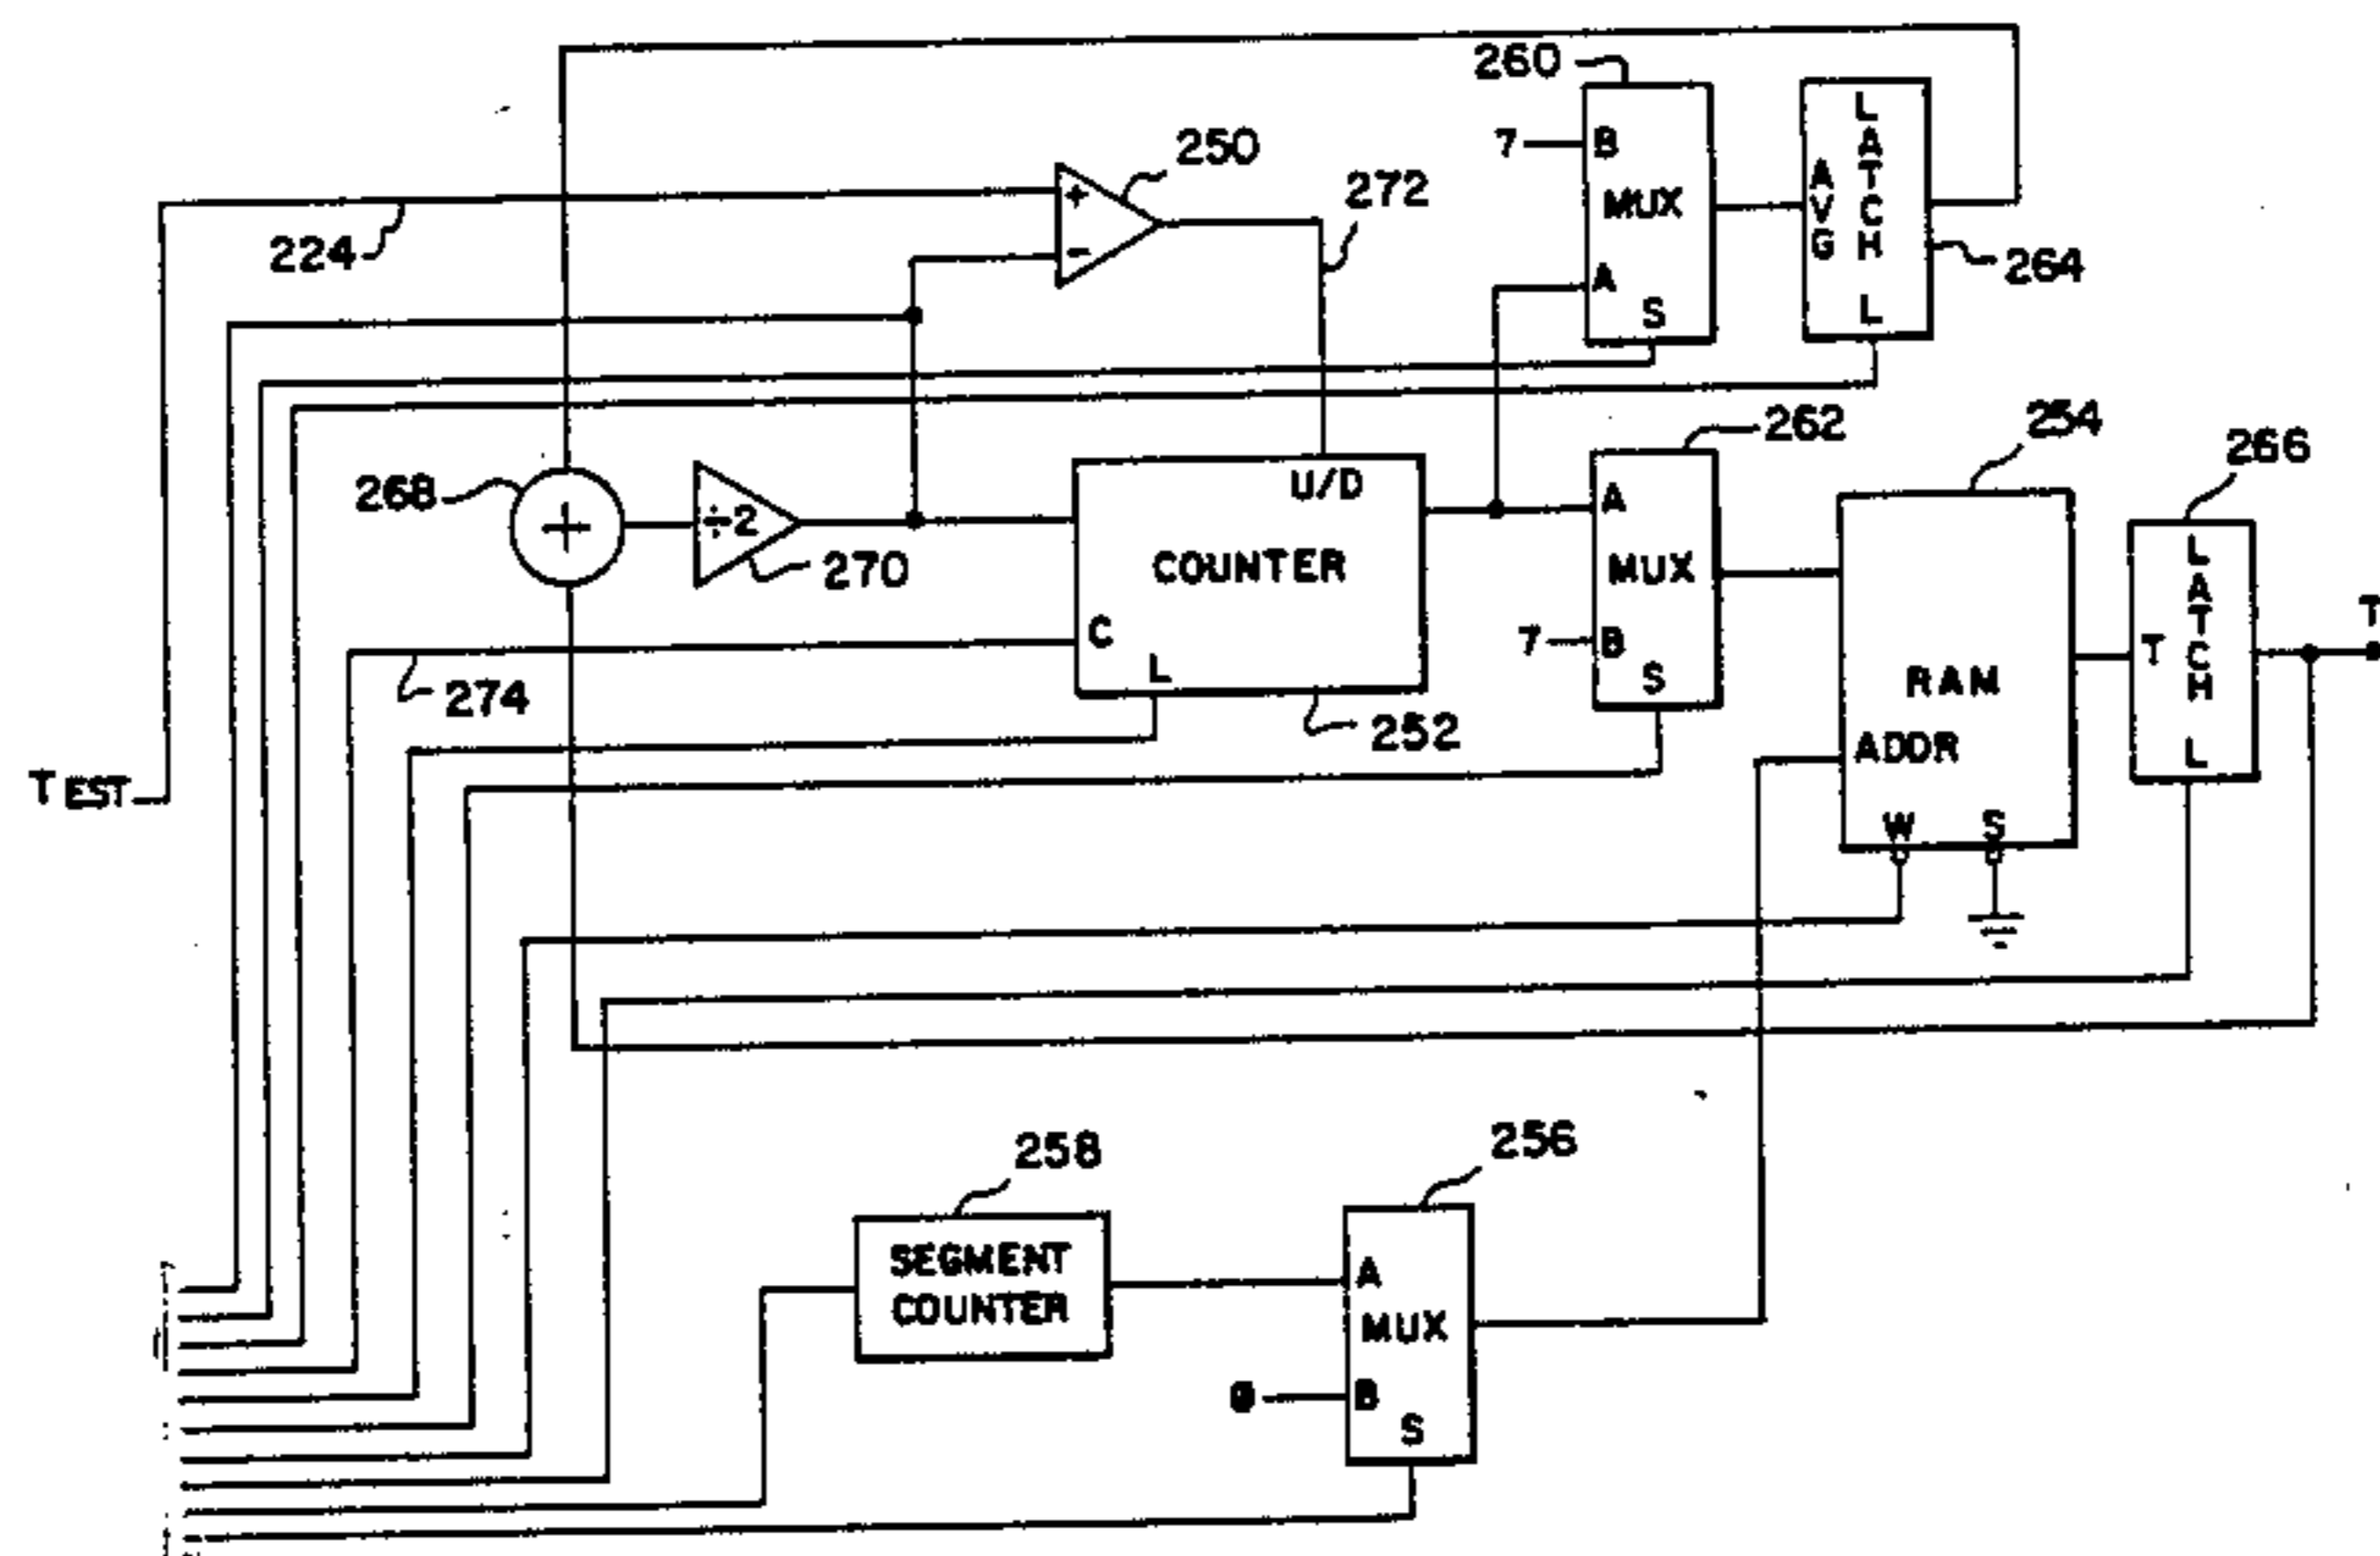 260
250
7
B
MUX
A
S
AVG
LATCH
L
264
+
-
272
224
262
254
266
268
+
÷2
270
U/D
COUNTER
C
L
252
274
A
MUX
7
B
S
RAM
ADDR
W
S
T
LATCH
L
T
TEST
258
256
SEGMENT
COUNTER
A
MUX
0
B
S